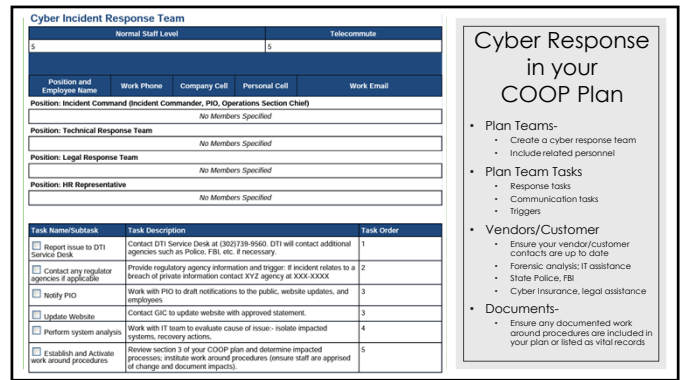 Cyber Incident Response Team
Normal Staff Level Telecommute
5 5
Position and Employee Name Work Phone Company Cell Personal Cell Work Email
Position: Incident Command (Incident Commander, PIO, Operations Section Chief)
No Members Specified
Position: Technical Response Team
No Members Specified
Position: Legal Response Team
No Members Specified
Position: HR Representative
No Members Specified
Task Name/Subtask Task Description Task Order
Report issue to DTI Service Desk Contact DTI Service Desk at (302)739-9560. DTI will contact additional agencies such as Police, FBI, etc. if necessary. 1
Contact any regulator agencies if applicable Provide regulatory agency information and trigger: If incident relates to a breach of private information contact XYZ agency at XXX-XXXX 2
Notify PIO Work with PIO to draft notifications to the public, website updates, and employees 3
Update Website Contact GIC to update website with approved statement. 3
Perform system analysis Work with IT team to evaluate cause of issue:- isolate impacted systems, recovery actions, 4
Establish and Activate work around procedures Review section 3 of your COOP plan and determine impacted processes; institute work around procedures (ensure staff are apprised of change and document impacts). 5
Cyber Response
in your
COOP Plan
• Plan Teams-
• Create a cyber response team
• Include related personnel
• Plan Team Tasks
• Response tasks
• Communication tasks
• Triggers
• Vendors/Customer
• Ensure your vendor/customer
contacts are up to date
• Forensic analysis; IT assistance
• State Police, FBI
• Cyber Insurance, legal assistance
• Documents-
• Ensure any documented work
around procedures are included in
your plan or listed as vital records